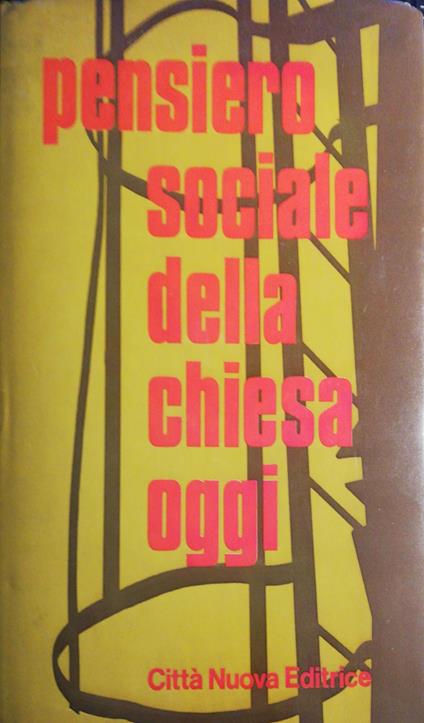 pensiero
sociale
della
chiesa
oggi
Città Nuova Editrice